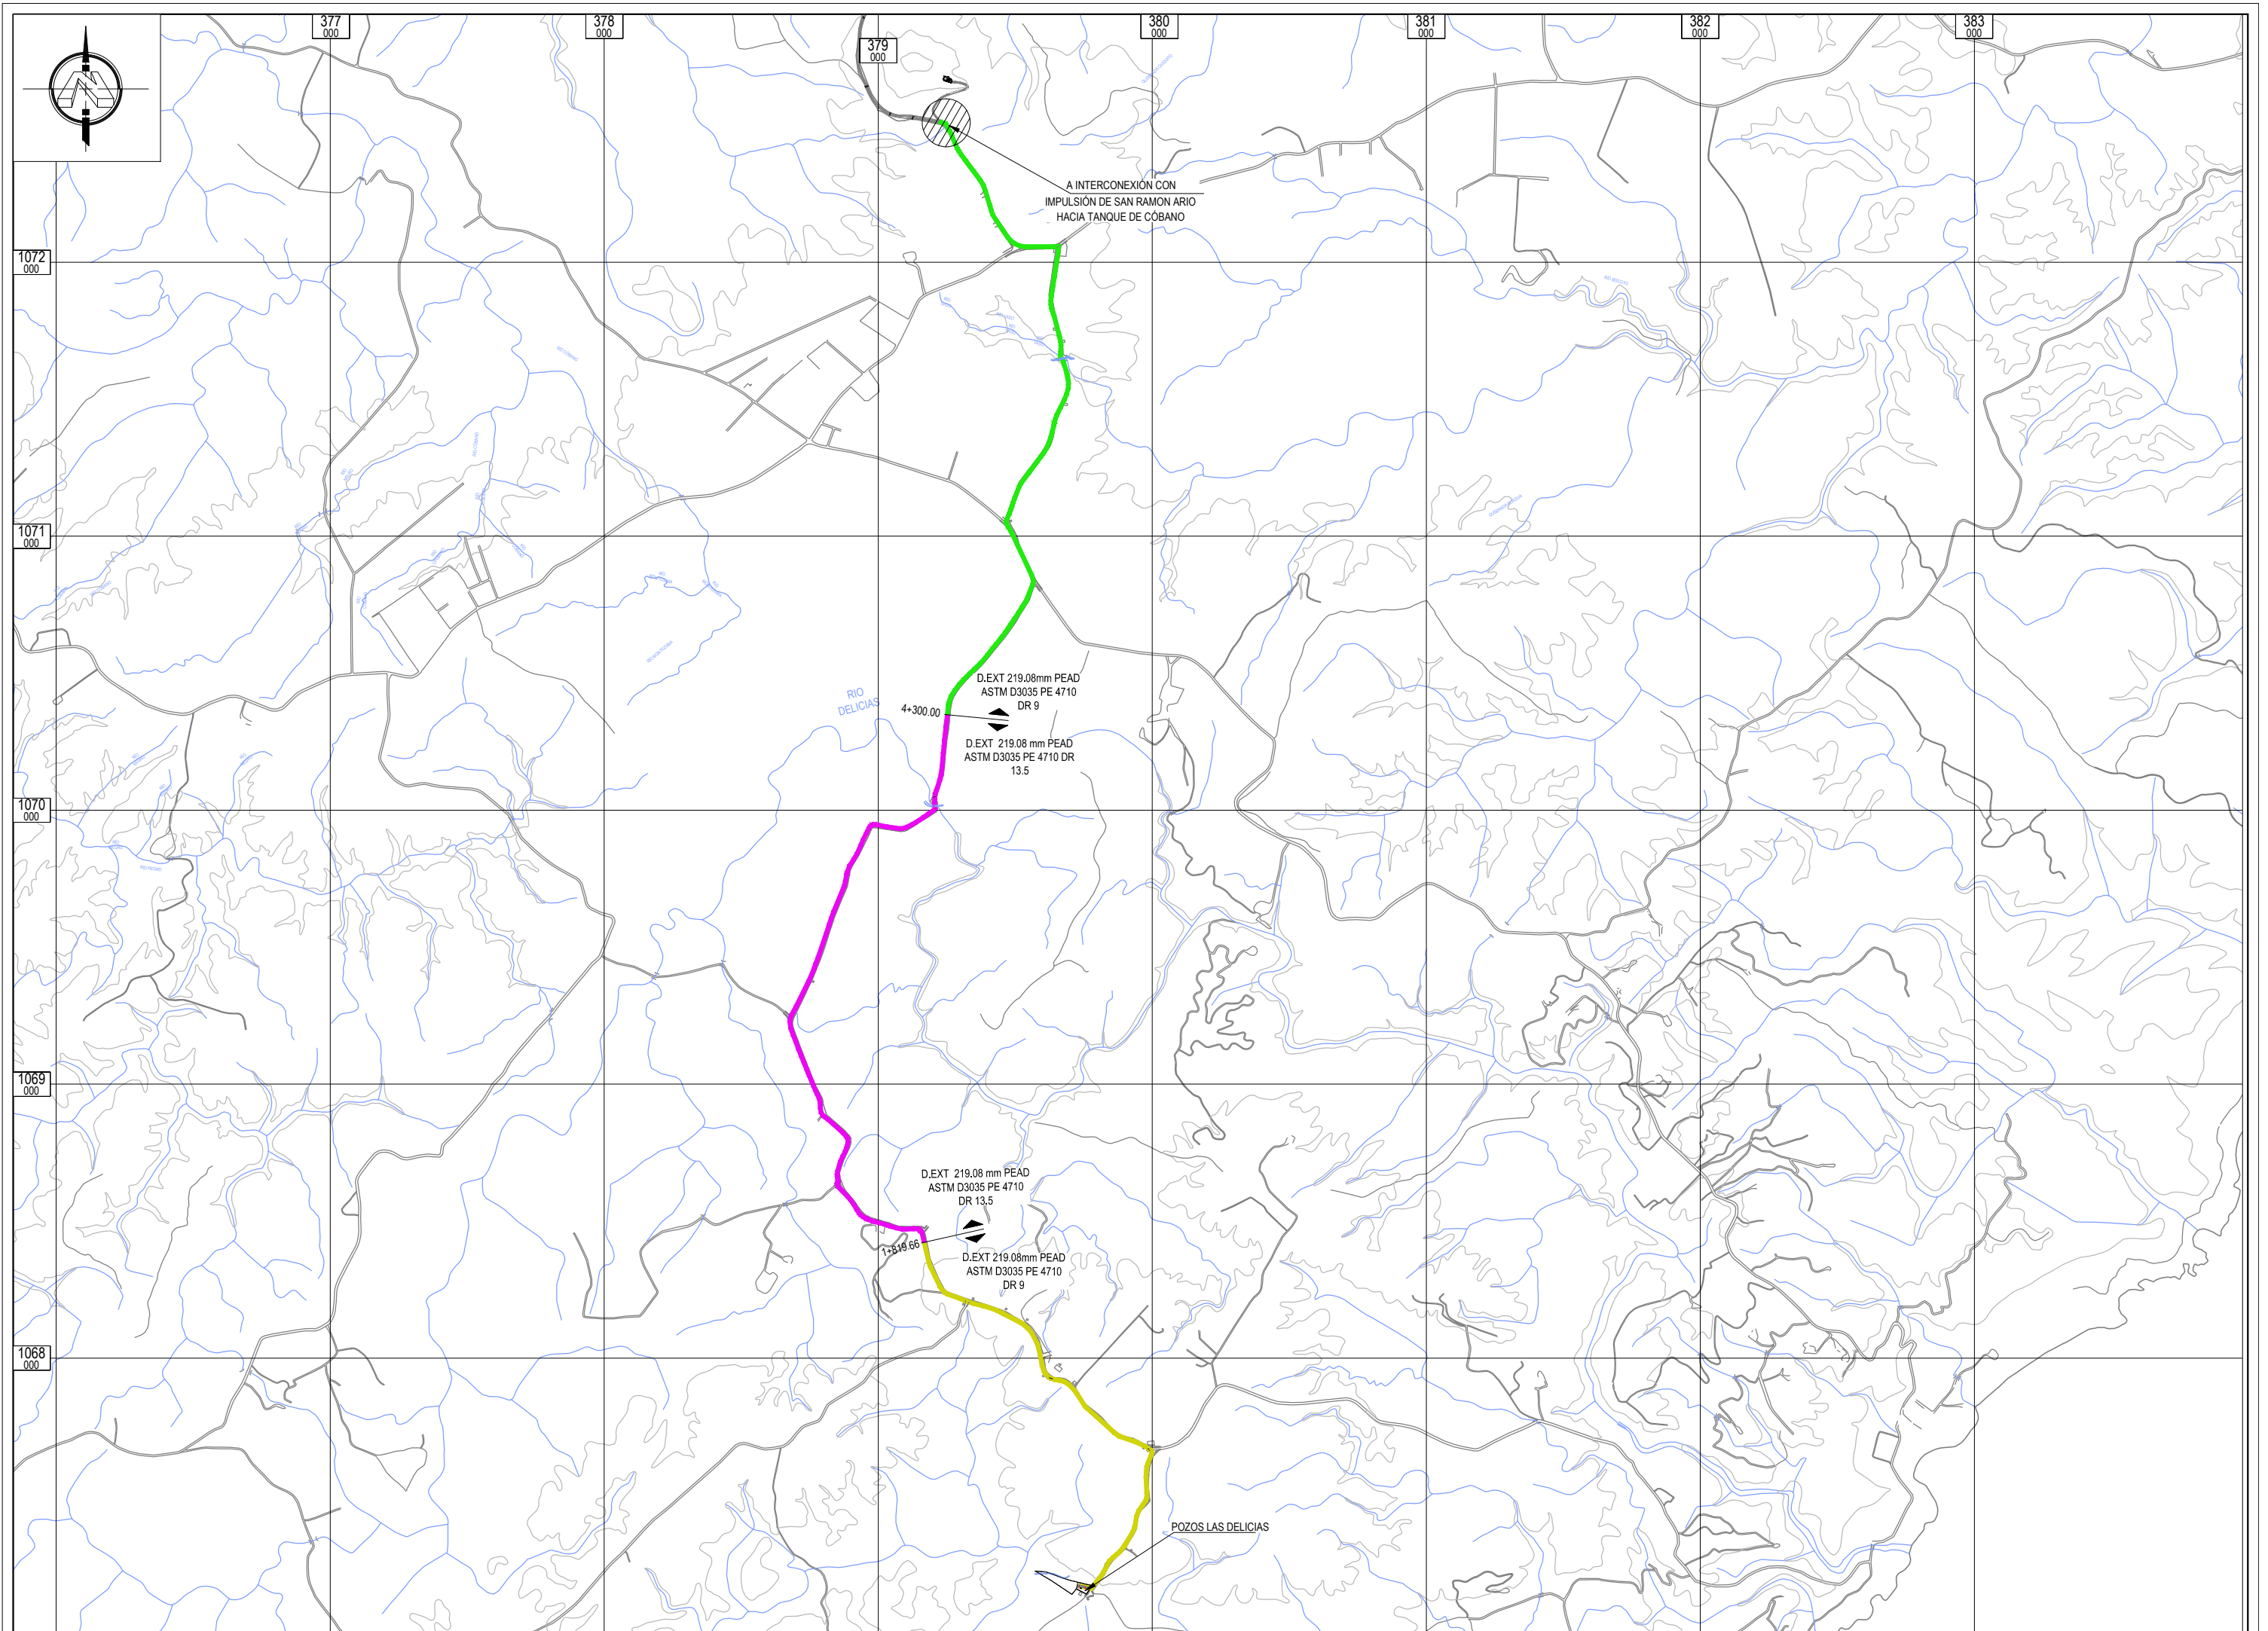 377
000
378
000
379
000
380
000
381
000
382
000
383
000
A INTERCONEXIÓN CON
IMPULSIÓN DE SAN RAMON ARIO
HACIA TANQUE DE CÓBANO
1072
000
1071
000
RIO
DELICIAS
D.EXT 219.08mm PEAD
ASTM D3035 PE 4710
DR 9
4+300.00
D.EXT 219.08 mm PEAD
ASTM D3035 PE 4710 DR
13.5
1070
000
1069
000
D.EXT 219.08 mm PEAD
ASTM D3035 PE 4710
DR 13.5
1+819.66
D.EXT 219.08mm PEAD
ASTM D3035 PE 4710
DR 9
1068
000
POZOS LAS DELICIAS